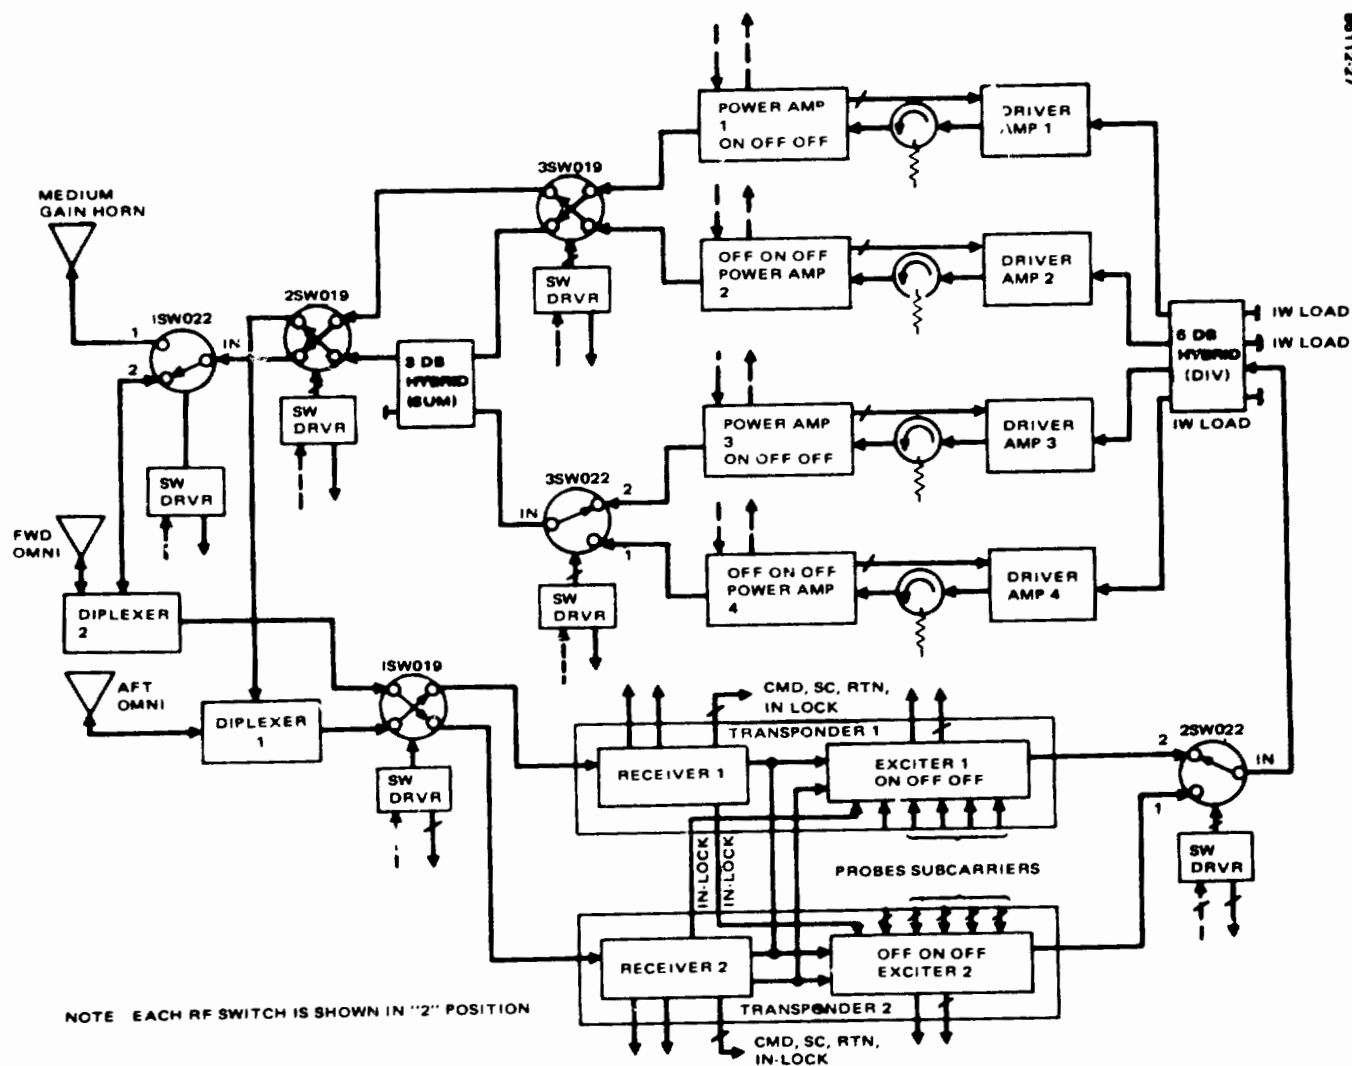 POWER AMP
1
ON OFF OFF
DRIVER
AMP 1
3SW019
MEDIUM
GAIN HORN
OFF ON OFF
POWER AMP
2
DRIVER
AMP 2
SW
DRVR
2SW019
1SW022
1
IN
2
6 DB
HYBRID
(DIV)
IW LOAD
IW LOAD
IW LOAD
3 DB
HYBRID
(SUM)
SW
DRVR
POWER AMP
3
ON OFF OFF
DRIVER
AMP 3
SW
DRVR
3SW022
2
IN
1
FWD
OMNI
OFF ON OFF
POWER AMP
4
DRIVER
AMP 4
SW
DRVR
DIPLEXER
2
AFT
OMNI
1SW019
DIPLEXER
1
CMD, SC, RTN,
IN LOCK
TRANSPONDER 1
RECEIVER 1
EXCITER 1
ON OFF OFF
2SW022
2
IN
1
SW
DRVR
IN-LOCK
IN-LOCK
PROBES SUBCARRIERS
SW
DRVR
RECEIVER 2
OFF ON OFF
EXCITER 2
TRANSPONDER 2
CMD, SC, RTN,
IN-LOCK
NOTE EACH RF SWITCH IS SHOWN IN "2" POSITION